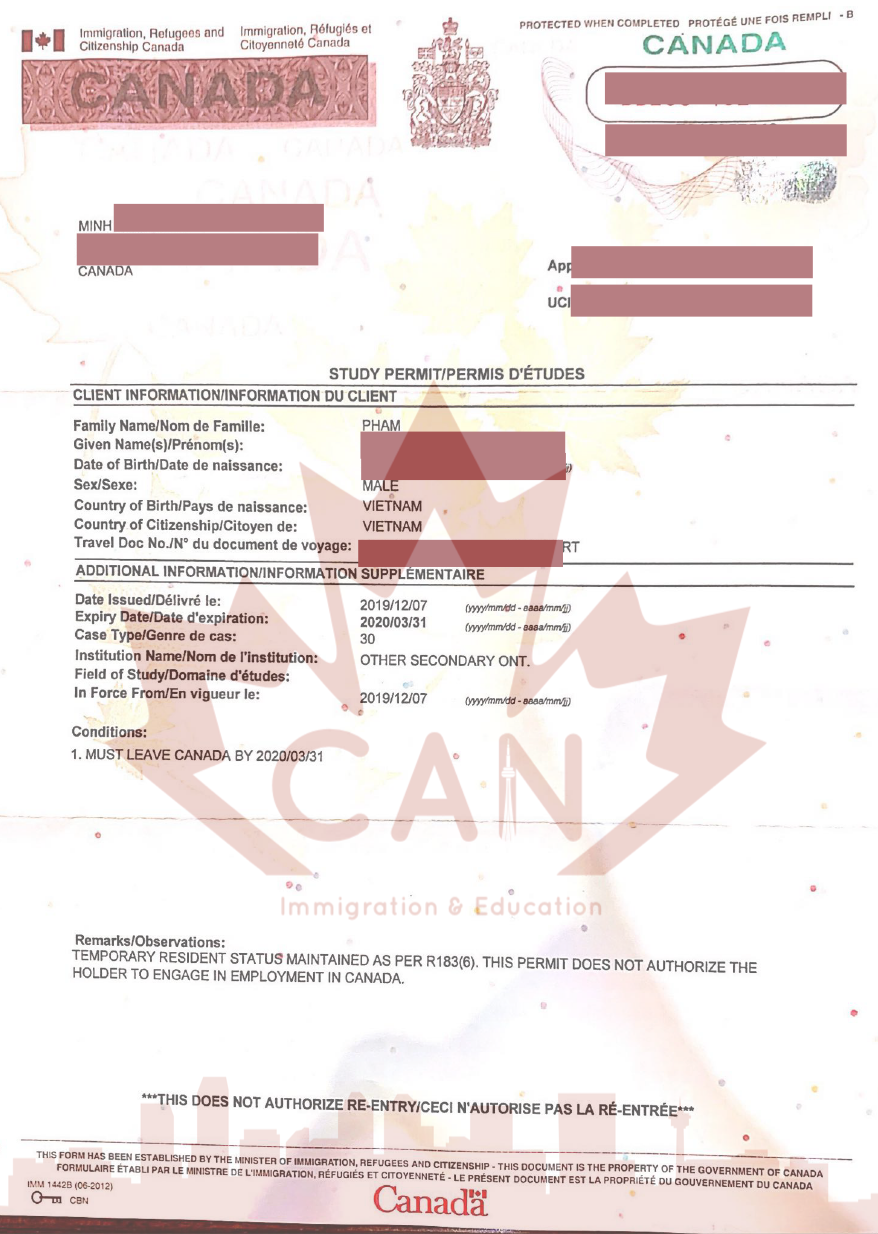 Immigration, Refugees and Citizenship Canada
Immigration, Réfugiés et Citoyenneté Canada
PROTECTED WHEN COMPLETED PROTÉGÉ UNE FOIS REMPLI - B
CANADA
CANADA
CANADA
CANADA
CANADA
MINH
CANADA
App
UCI
CANADA
STUDY PERMIT/PERMIS D'ÉTUDES
CLIENT INFORMATION/INFORMATION DU CLIENT
Family Name/Nom de Famille: PHAM
Given Name(s)/Prénom(s):
Date of Birth/Date de naissance:
Sex/Sexe: MALE
Country of Birth/Pays de naissance: VIETNAM
Country of Citizenship/Citoyen de: VIETNAM
Travel Doc No./N° du document de voyage: RT
ADDITIONAL INFORMATION/INFORMATION SUPPLÉMENTAIRE
Date Issued/Délivré le: 2019/12/07 (yyyy/mm/dd - aaaa/mm/jj)
Expiry Date/Date d'expiration: 2020/03/31 (yyyy/mm/dd - aaaa/mm/jj)
Case Type/Genre de cas: 30
Institution Name/Nom de l'institution: OTHER SECONDARY ONT.
Field of Study/Domaine d'études:
In Force From/En vigueur le: 2019/12/07 (yyyy/mm/dd - aaaa/mm/jj)
Conditions:
1. MUST LEAVE CANADA BY 2020/03/31
CAN
Immigration & Education
Remarks/Observations:
TEMPORARY RESIDENT STATUS MAINTAINED AS PER R183(6). THIS PERMIT DOES NOT AUTHORIZE THE
HOLDER TO ENGAGE IN EMPLOYMENT IN CANADA.
***THIS DOES NOT AUTHORIZE RE-ENTRY/CECI N'AUTORISE PAS LA RÉ-ENTRÉE***
THIS FORM HAS BEEN ESTABLISHED BY THE MINISTER OF IMMIGRATION, REFUGEES AND CITIZENSHIP - THIS DOCUMENT IS THE PROPERTY OF THE GOVERNMENT OF CANADA
FORMULAIRE ÉTABLI PAR LE MINISTRE DE L'IMMIGRATION, RÉFUGIÉS ET CITOYENNETÉ - LE PRÉSENT DOCUMENT EST LA PROPRIÉTÉ DU GOUVERNEMENT DU CANADA
IMM 1442B (06-2012)
CBN
Canada